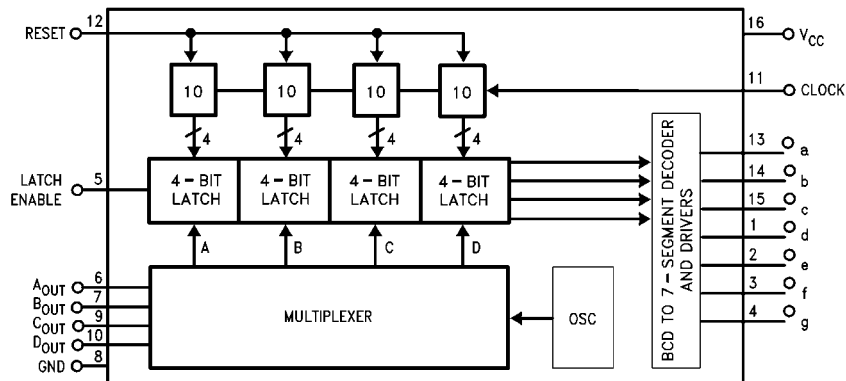 RESET 12
16 VCC
10 10 10 10
11 CLOCK
4 4 4 4
LATCH ENABLE 5
4-BIT LATCH
4-BIT LATCH
4-BIT LATCH
4-BIT LATCH
A B C D
BCD TO 7-SEGMENT DECODER
AND DRIVERS
13 a
14 b
15 c
1 d
2 e
3 f
4 g
AOUT 6
BOUT 7
COUT 9
DOUT 10
GND 8
MULTIPLEXER
OSC